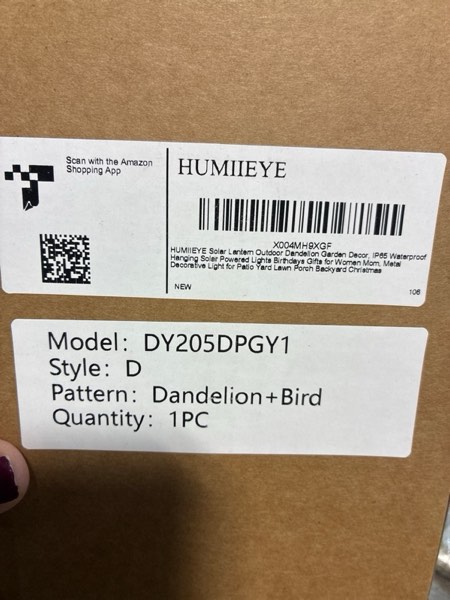 Scan with the Amazon
Shopping App
HUMIIEYE
X004MH9XGF
HUMIIEYE Solar Lantern Outdoor Dandelion Garden Decor, IP65 Waterproof
Hanging Solar Powered Lights Birthdays Gifts for Women Mom, Metal
Decorative Light for Patio Yard Lawn Porch Backyard Christmas
NEW
106
Model: DY205DPGY1
Style: D
Pattern: Dandelion+Bird
Quantity: 1PC